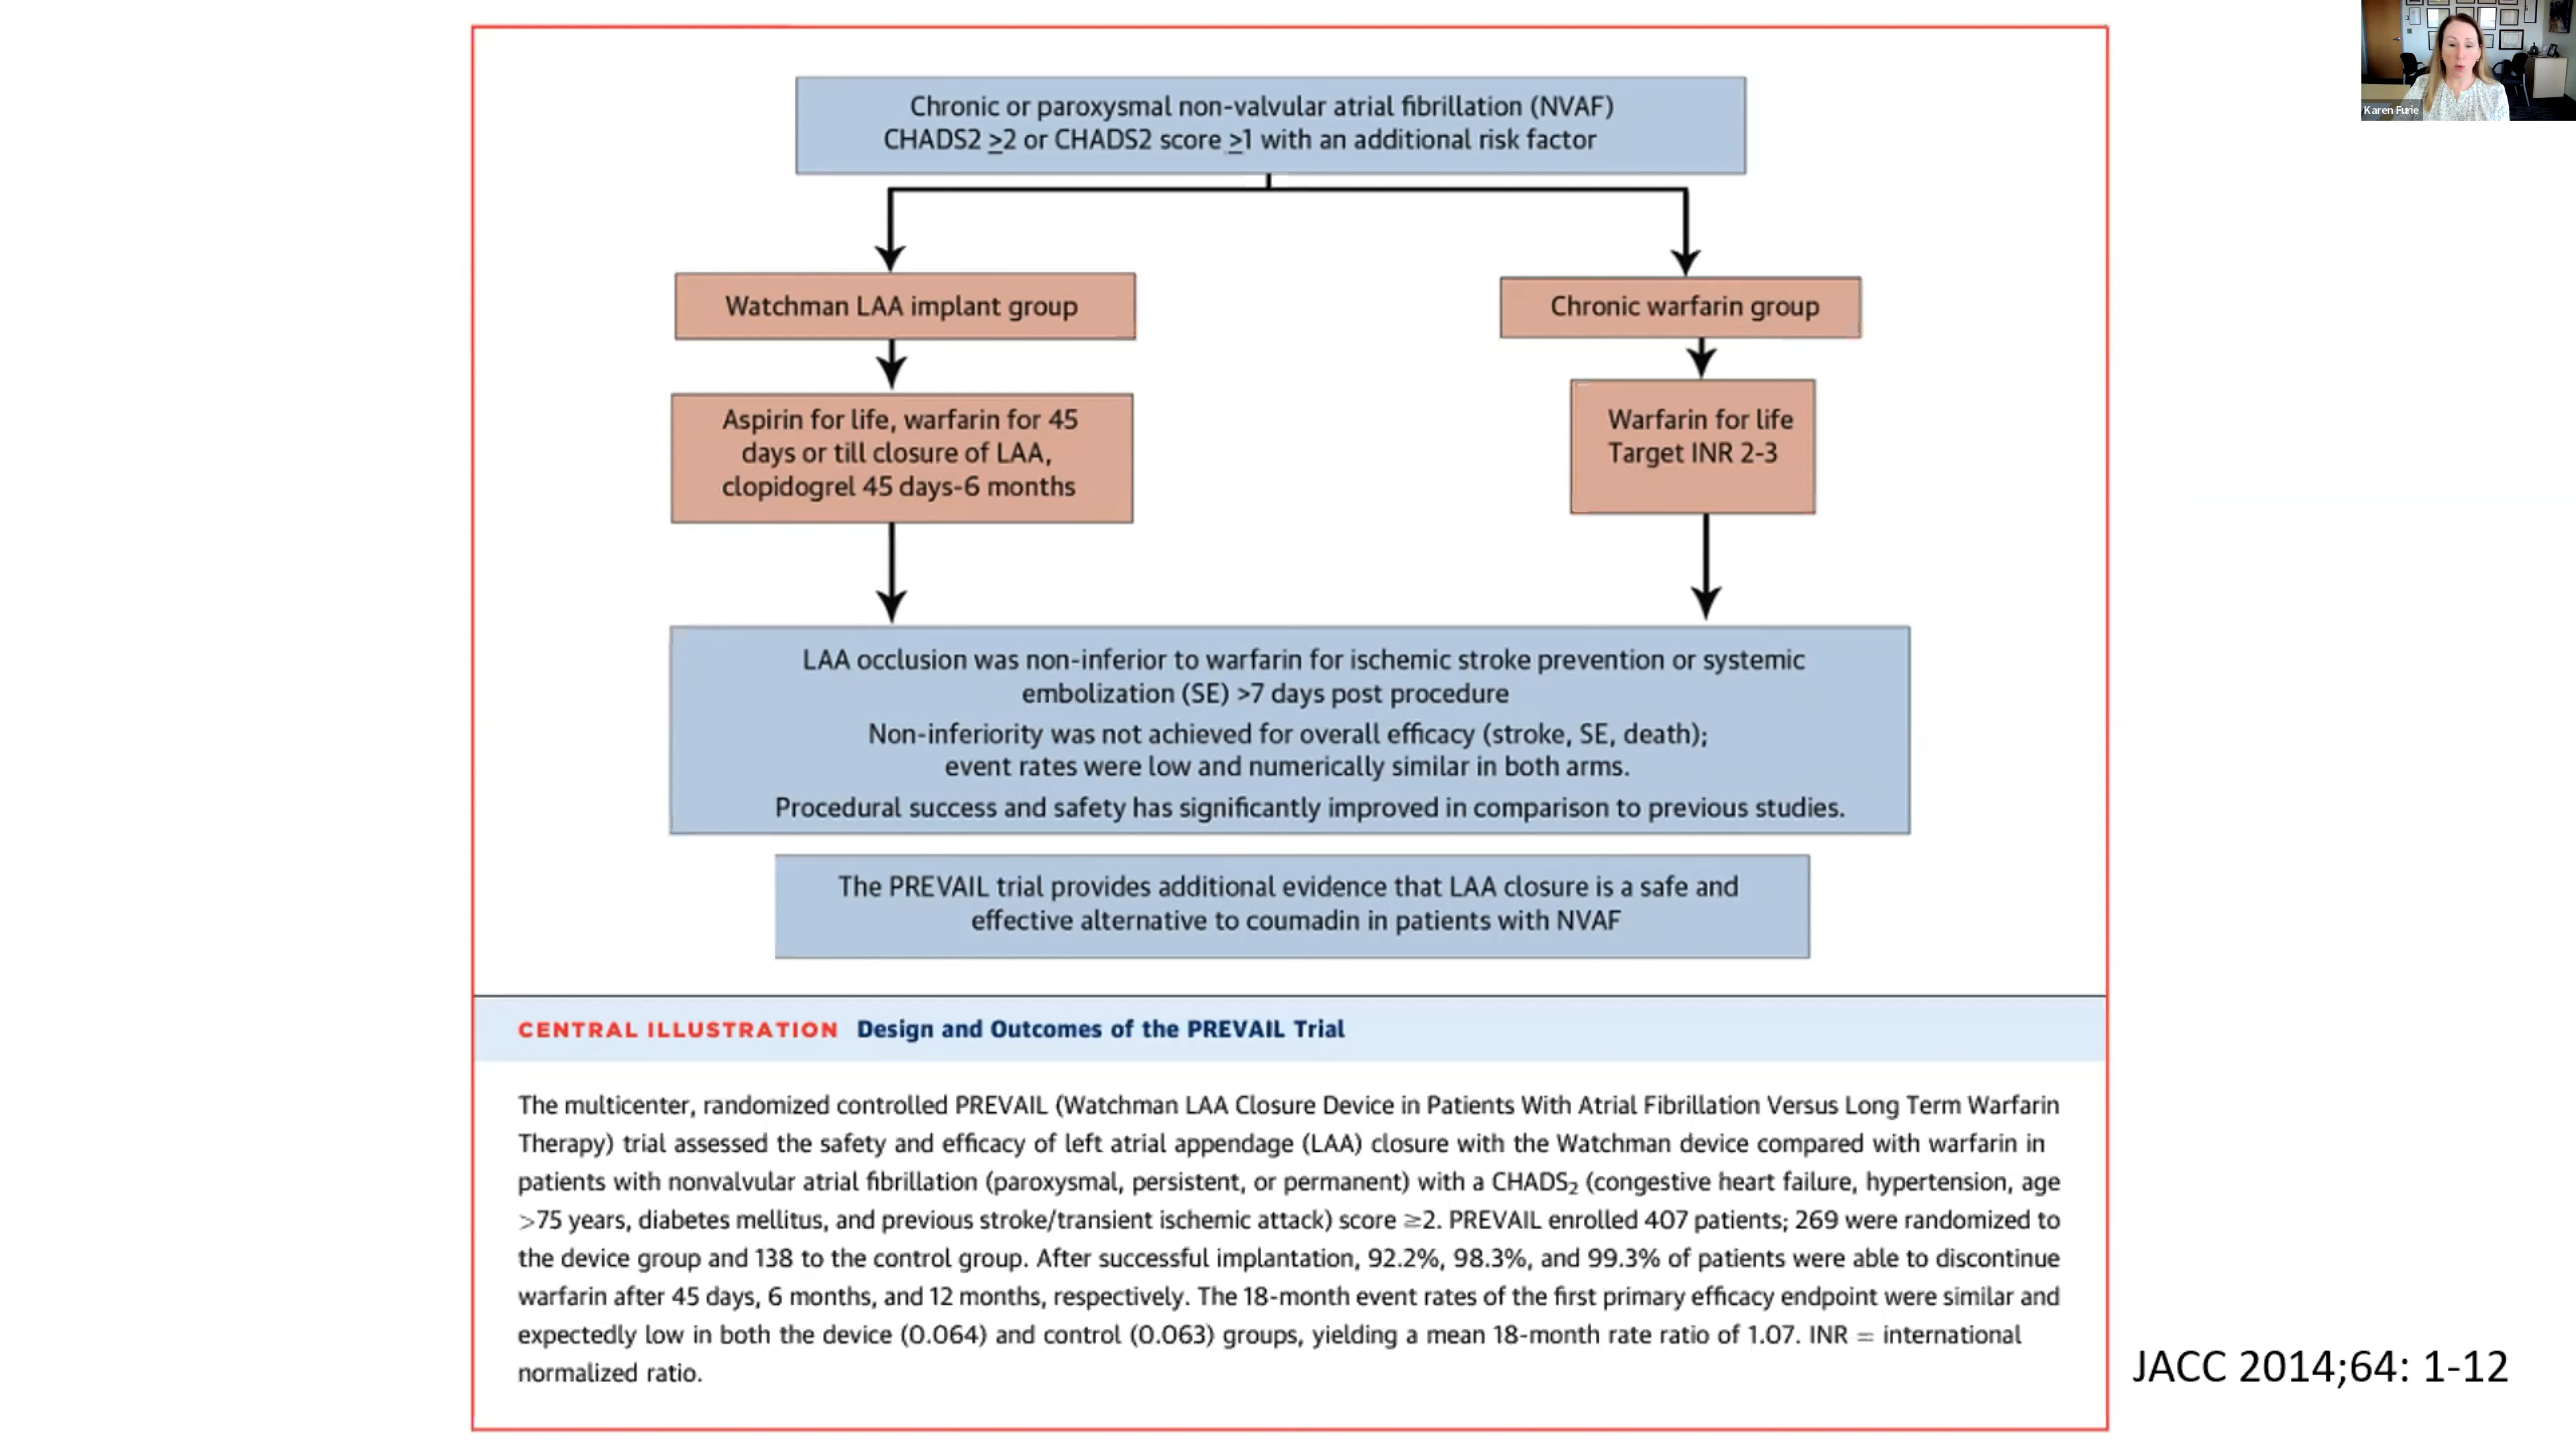 Karen Furie
Chronic or paroxysmal non-valvular atrial fibrillation (NVAF)
CHADS2 ≥2 or CHADS2 score ≥1 with an additional risk factor
Watchman LAA implant group
Chronic warfarin group
Aspirin for life, warfarin for 45
days or till closure of LAA,
clopidogrel 45 days-6 months
Warfarin for life
Target INR 2-3
LAA occlusion was non-inferior to warfarin for ischemic stroke prevention or systemic
embolization (SE) >7 days post procedure
Non-inferiority was not achieved for overall efficacy (stroke, SE, death);
event rates were low and numerically similar in both arms.
Procedural success and safety has significantly improved in comparison to previous studies.
The PREVAIL trial provides additional evidence that LAA closure is a safe and
effective alternative to coumadin in patients with NVAF
CENTRAL ILLUSTRATION Design and Outcomes of the PREVAIL Trial
The multicenter, randomized controlled PREVAIL (Watchman LAA Closure Device in Patients With Atrial Fibrillation Versus Long Term Warfarin
Therapy) trial assessed the safety and efficacy of left atrial appendage (LAA) closure with the Watchman device compared with warfarin in
patients with nonvalvular atrial fibrillation (paroxysmal, persistent, or permanent) with a CHADS₂ (congestive heart failure, hypertension, age
>75 years, diabetes mellitus, and previous stroke/transient ischemic attack) score ≥2. PREVAIL enrolled 407 patients; 269 were randomized to
the device group and 138 to the control group. After successful implantation, 92.2%, 98.3%, and 99.3% of patients were able to discontinue
warfarin after 45 days, 6 months, and 12 months, respectively. The 18-month event rates of the first primary efficacy endpoint were similar and
expectedly low in both the device (0.064) and control (0.063) groups, yielding a mean 18-month rate ratio of 1.07. INR = international
normalized ratio.
JACC 2014;64: 1-12